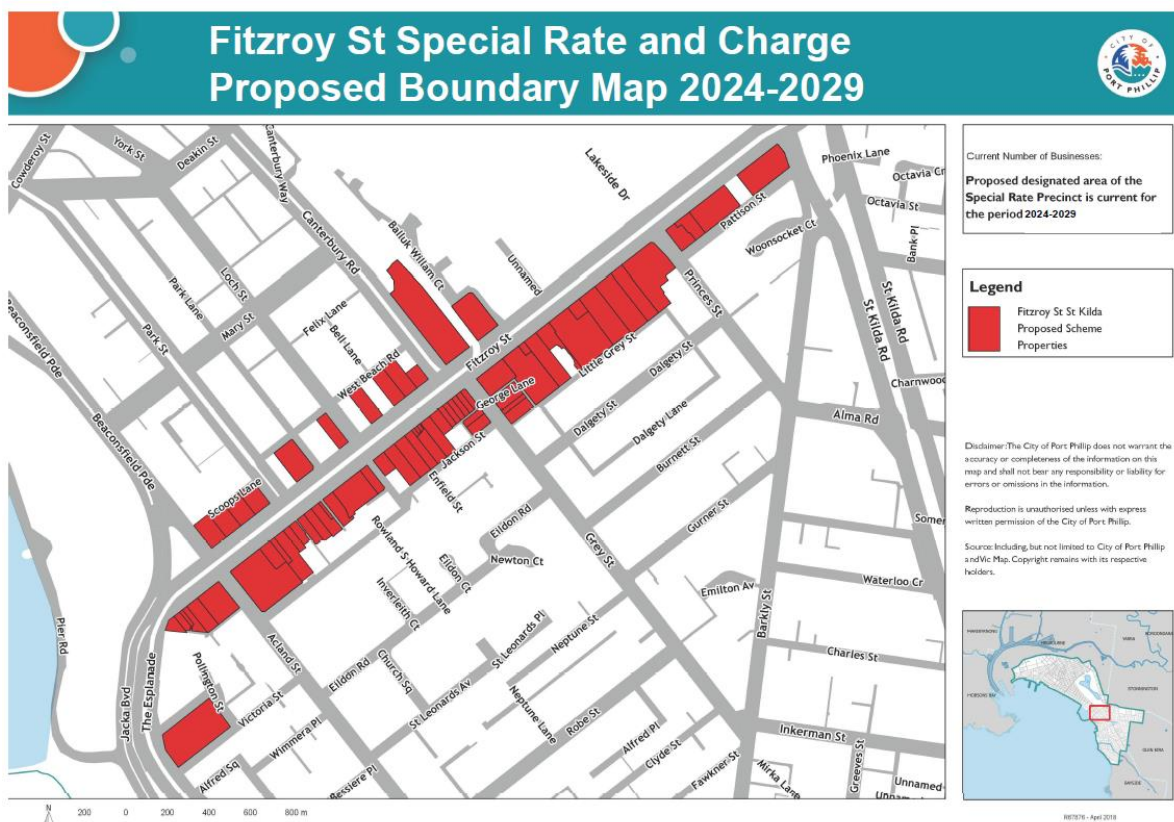 Fitzroy St Special Rate and Charge
Proposed Boundary Map 2024-2029
CITY OF
PORT PHILLIP
Cowderoy St
York St
Deakin St
Canterbury Way
Canterbury Rd
Balluk Willam Ct
Lakeside Dr
Unnamed
Phoenix Lane
Octavia Cr
Octavia St
Bank Pl
Pattison St
Woonsocket Ct
Princes St
St Kilda Rd
St Kilda Rd
Charnwood
Park Lane
Loch St
Mary St
Park St
Felix Lane
Bell Lane
West Beach Rd
Fitzroy St
George Lane
Little Grey St
Dalgety St
Dalgety St
Dalgety Lane
Alma Rd
Beaconsfield Pde
Beaconsfield Pde
Scoops Lane
Jackson St
Enfield St
Burnett St
Gurner St
Grey St
Eildon Rd
Newton Ct
Eildon Ct
Rowland S Howard Lane
Inverleith Ct
Emilton Av
Waterloo Cr
Barkly St
Charles St
Pier Rd
Jacka Bvd
The Esplanade
Pollington St
Acland St
Victoria St
Wimmera Pl
Alfred Sq
Eildon Rd
Church Sq
St Leonards Av
St Leonards Pl
Neptune St
Neptune Lane
Robe St
Alfred Pl
Clyde St
Fawkner St
Mirka Lane
Inkerman St
Greeves St
Unnamed
Bessiere Pl
Current Number of Businesses:
Proposed designated area of the
Special Rate Precinct is current for
the period 2024-2029
Legend
Fitzroy St St Kilda
Proposed Scheme
Properties
Disclaimer:The City of Port Phillip does not warrant the
accuracy or completeness of the information on this
map and shall not bear any responsibility or liability for
errors or omissions in the information.
Reproduction is unauthorised unless with express
written permission of the City of Port Phillip.
Source: Including, but not limited to City of Port Phillip
and Vic Map. Copyright remains with its respective
holders.
N
200 0 200 400 600 800 m